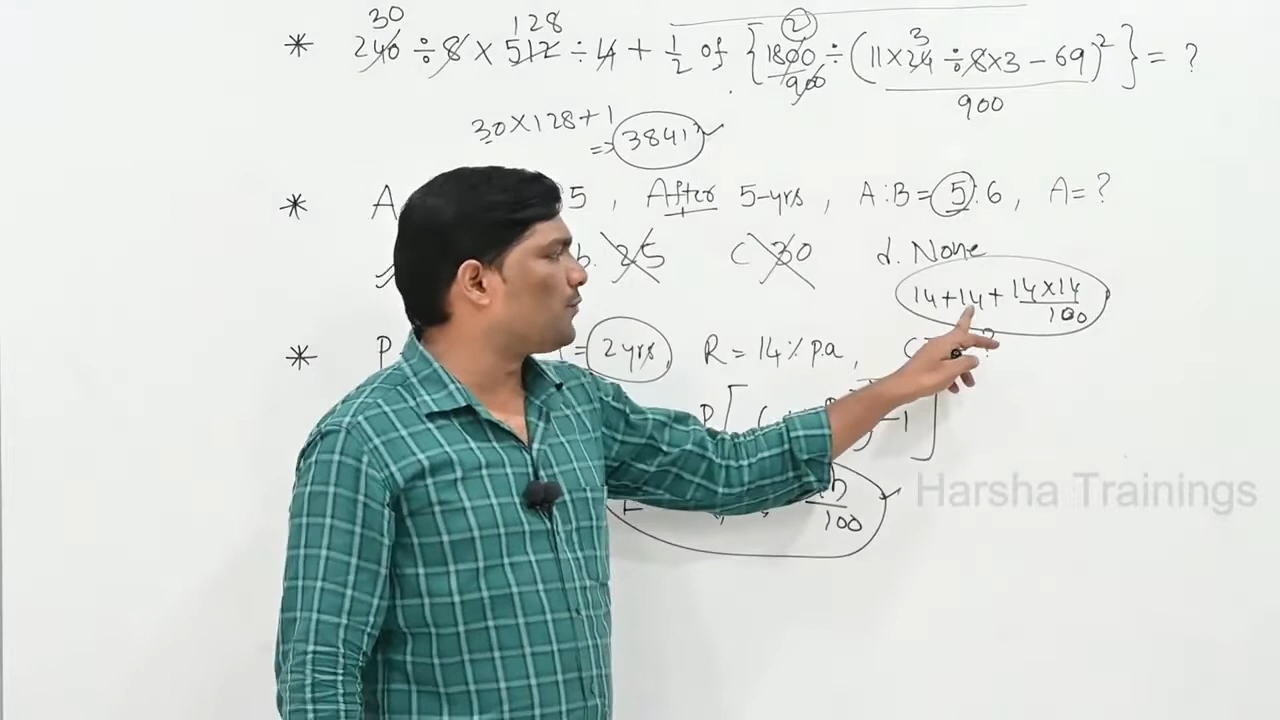 30 128 2 3
* 240 ÷ 8 × 512 ÷ 4 + 1/2 of {1800 ÷ (11×24 ÷ 8×3 − 69)²} = ?
900 900
30×128+1
=> 3841
* A 5 , After 5-yrs , A:B = 5:6 , A = ?
b. 25 C 30 d. None
14+14+ 14×14/100
* P = 2yrs, R = 14% p.a , C ?
P[ −1]
100
Harsha Trainings